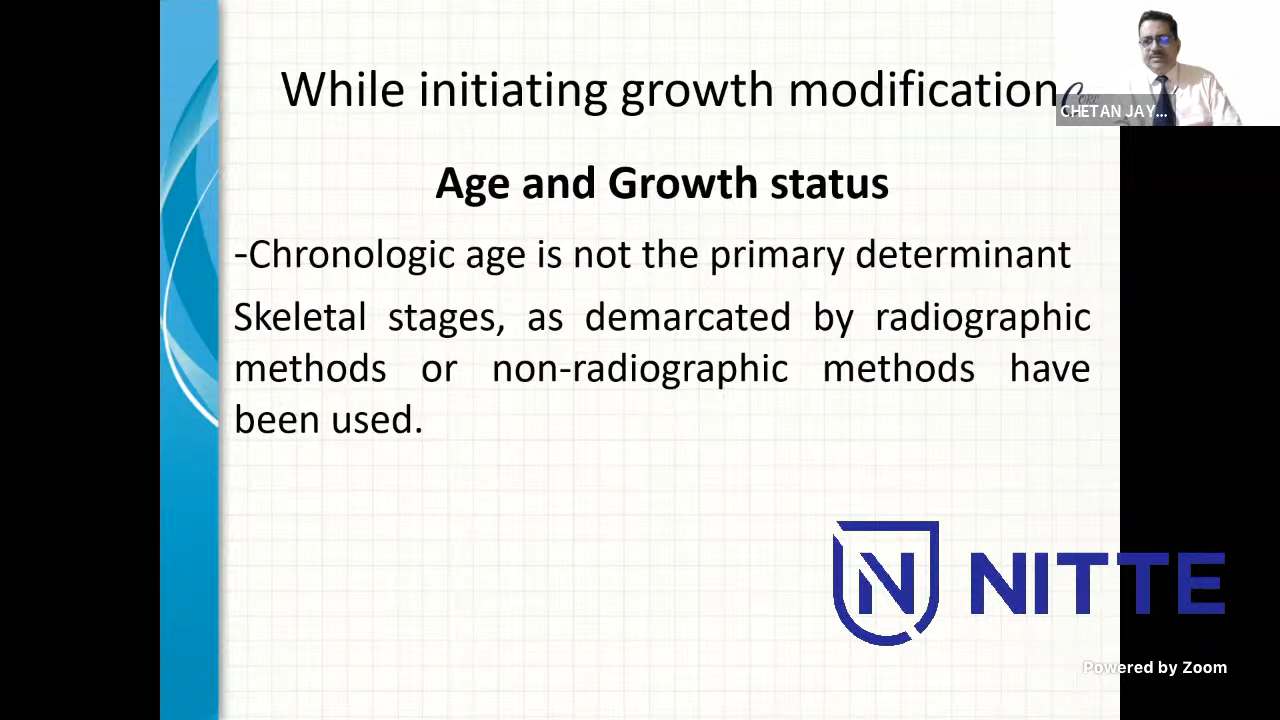 While initiating growth modification
CHETAN JAY...
Age and Growth status
-Chronologic age is not the primary determinant
Skeletal stages, as demarcated by radiographic
methods or non-radiographic methods have
been used.
N NITTE
Powered by Zoom